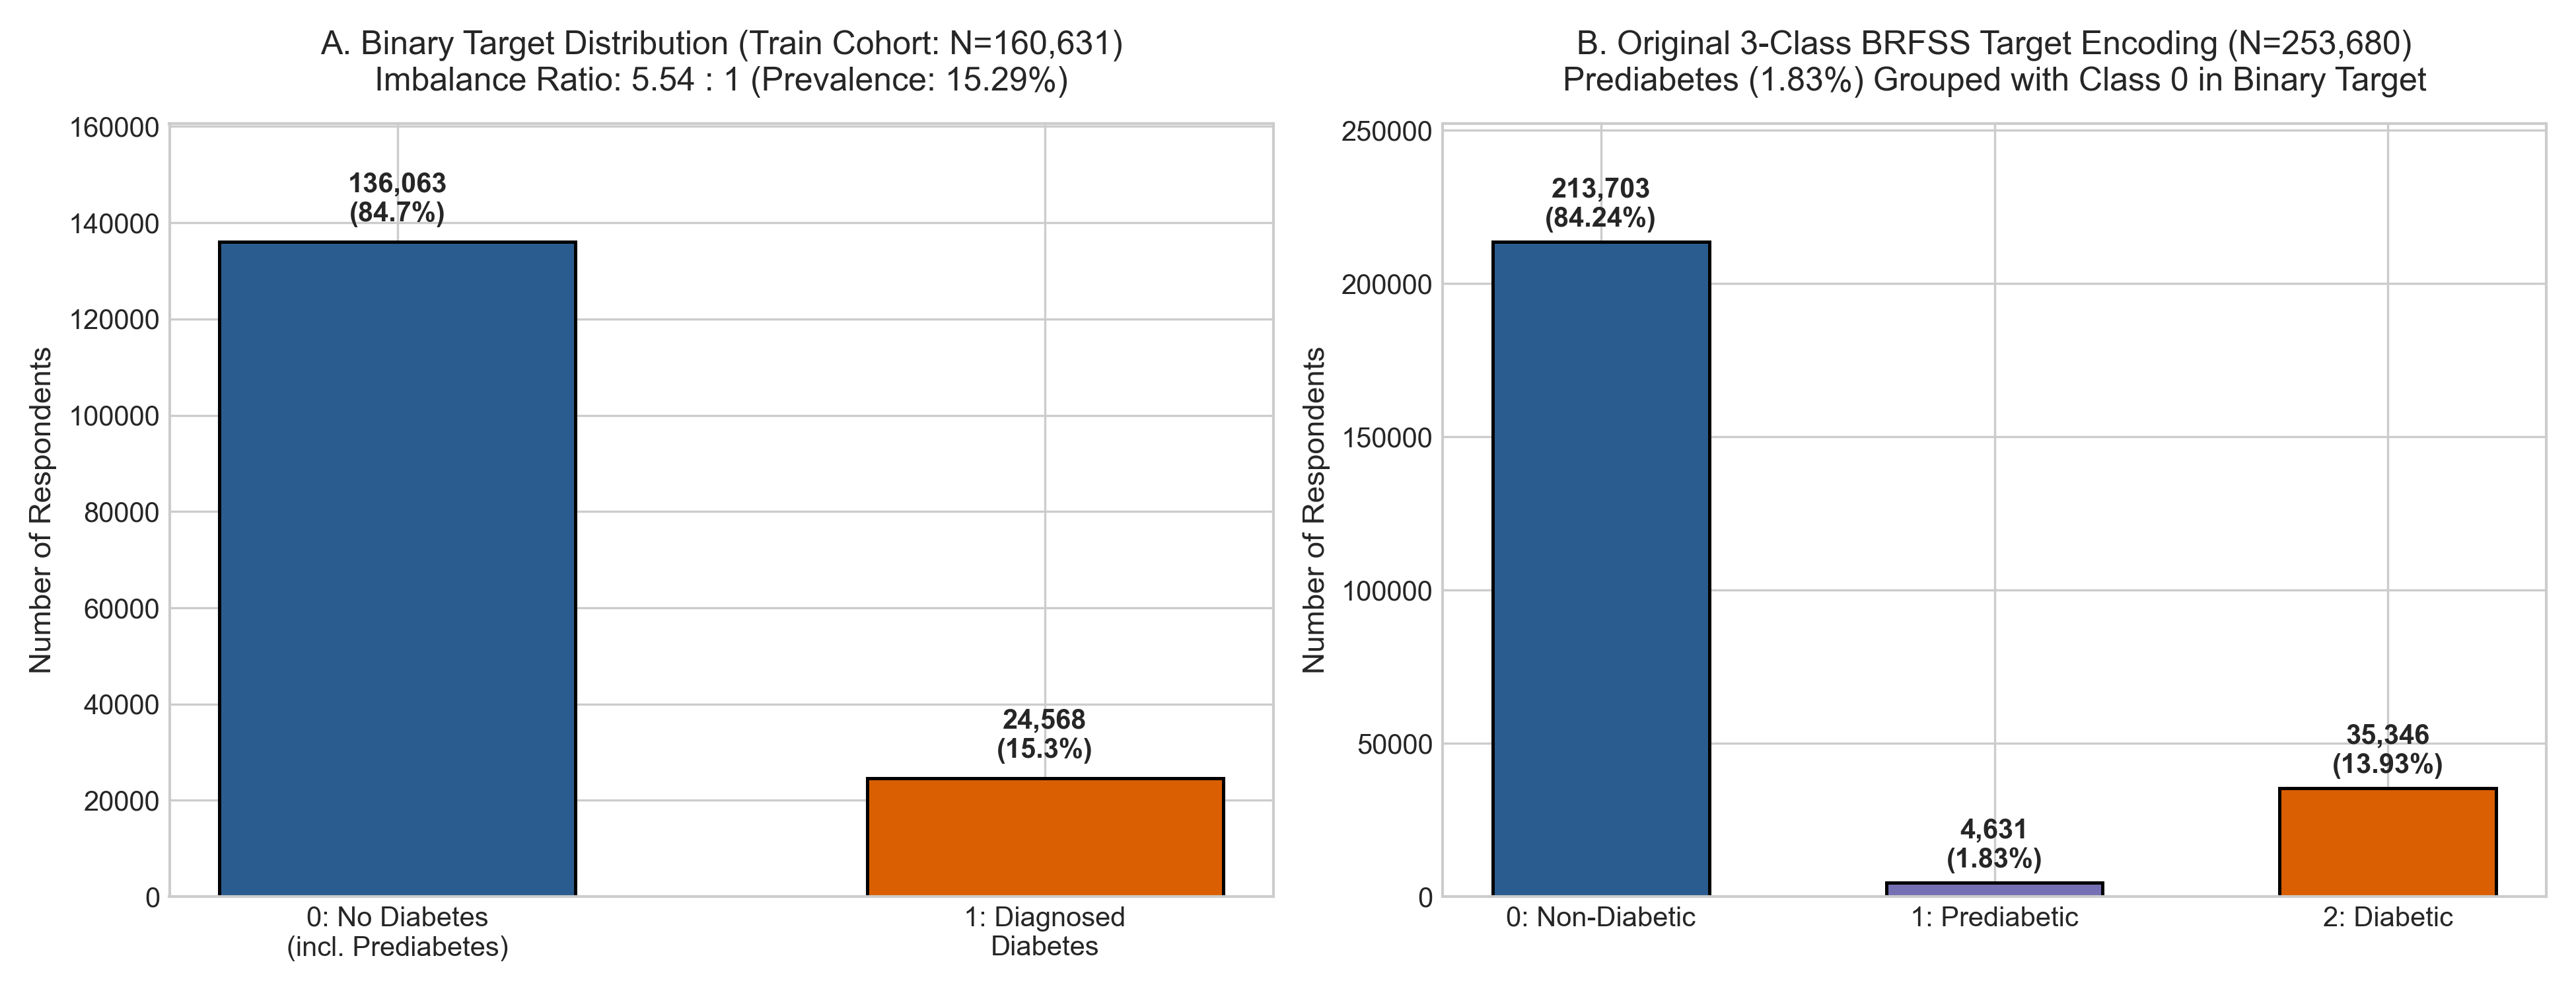 A. Binary Target Distribution (Train Cohort: N=160,631)
Imbalance Ratio: 5.54 : 1 (Prevalence: 15.29%)
160000
140000
120000
100000
80000
60000
40000
20000
0
Number of Respondents
136,063
(84.7%)
24,568
(15.3%)
0: No Diabetes
(incl. Prediabetes)
1: Diagnosed
Diabetes
B. Original 3-Class BRFSS Target Encoding (N=253,680)
Prediabetes (1.83%) Grouped with Class 0 in Binary Target
250000
200000
150000
100000
50000
0
Number of Respondents
213,703
(84.24%)
4,631
(1.83%)
35,346
(13.93%)
0: Non-Diabetic
1: Prediabetic
2: Diabetic